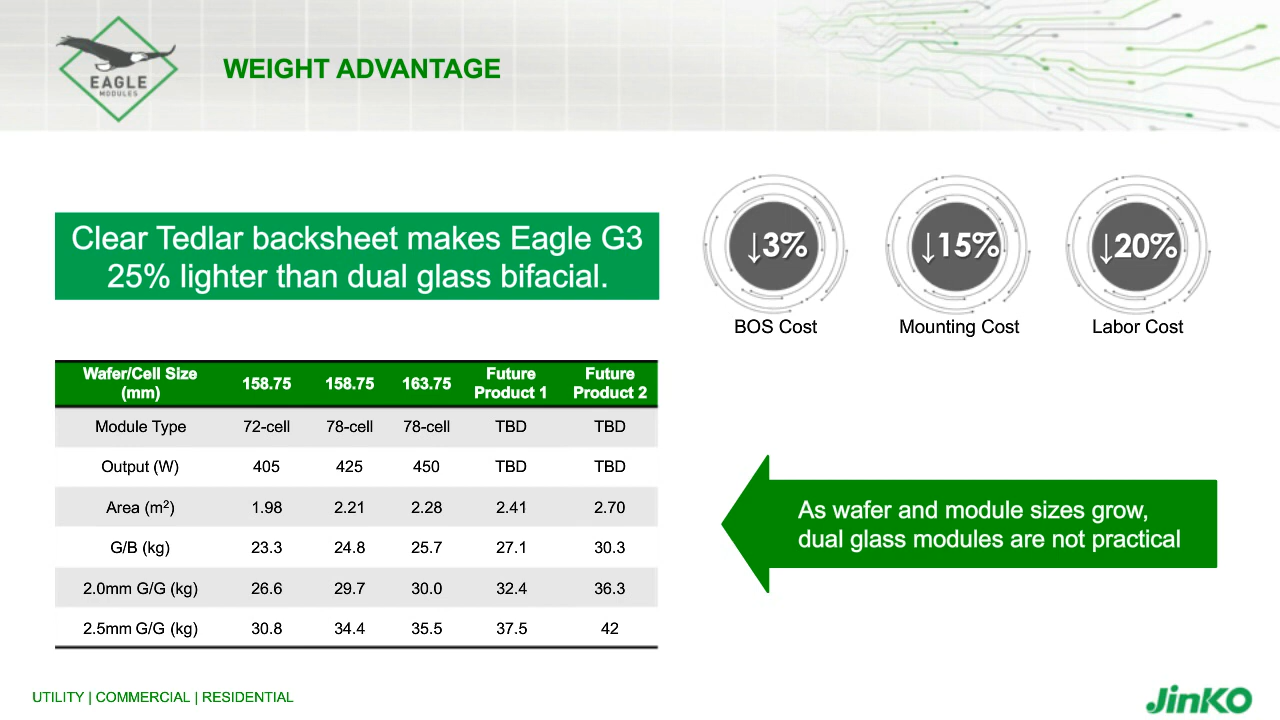 EAGLE
MODULES
WEIGHT ADVANTAGE
Clear Tedlar backsheet makes Eagle G3
25% lighter than dual glass bifacial.
↓3%
↓15%
↓20%
BOS Cost
Mounting Cost
Labor Cost
Wafer/Cell Size (mm) 158.75 158.75 163.75 Future Product 1 Future Product 2
Module Type 72-cell 78-cell 78-cell TBD TBD
Output (W) 405 425 450 TBD TBD
Area (m²) 1.98 2.21 2.28 2.41 2.70
G/B (kg) 23.3 24.8 25.7 27.1 30.3
2.0mm G/G (kg) 26.6 29.7 30.0 32.4 36.3
2.5mm G/G (kg) 30.8 34.4 35.5 37.5 42
As wafer and module sizes grow,
dual glass modules are not practical
UTILITY | COMMERCIAL | RESIDENTIAL
JinKO